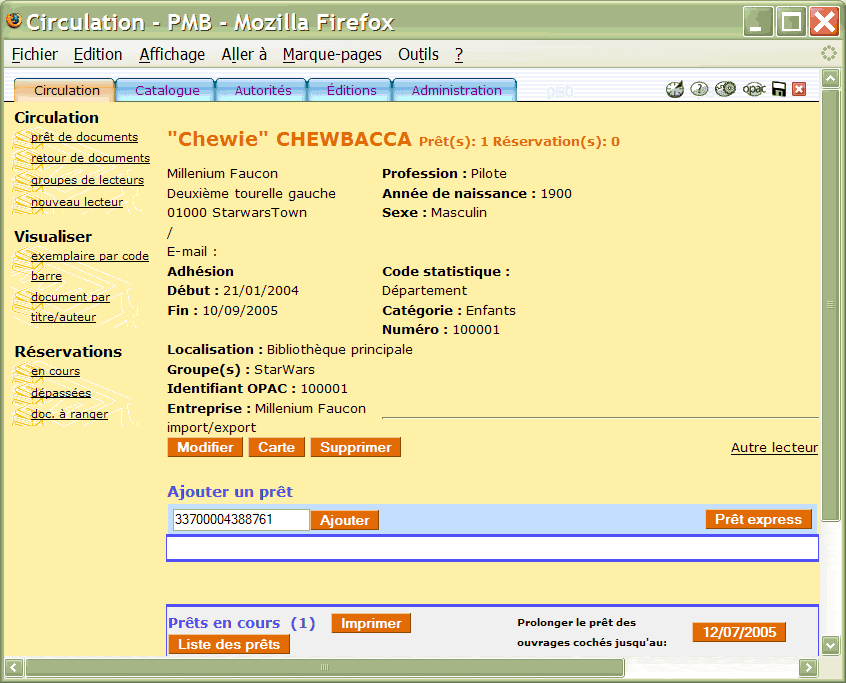 Circulation - PMB - Mozilla Firefox
Fichier Edition Affichage Aller à Marque-pages Outils ?
Circulation Catalogue Autorités Éditions Administration pmb opac
Circulation
prêt de documents
retour de documents
groupes de lecteurs
nouveau lecteur
Visualiser
exemplaire par code
barre
document par
titre/auteur
Réservations
en cours
dépassées
doc. à ranger
"Chewie" CHEWBACCA Prêt(s): 1 Réservation(s): 0
Millenium Faucon
Deuxième tourelle gauche
01000 StarwarsTown
/
E-mail :
Profession : Pilote
Année de naissance : 1900
Sexe : Masculin
Adhésion
Début : 21/01/2004
Fin : 10/09/2005
Code statistique :
Département
Catégorie : Enfants
Numéro : 100001
Localisation : Bibliothèque principale
Groupe(s) : StarWars
Identifiant OPAC : 100001
Entreprise : Millenium Faucon
import/export
Modifier Carte Supprimer Autre lecteur
Ajouter un prêt
33700004388761 Ajouter Prêt express
Prêts en cours (1) Imprimer
Liste des prêts
Prolonger le prêt des
ouvrages cochés jusqu'au:
12/07/2005